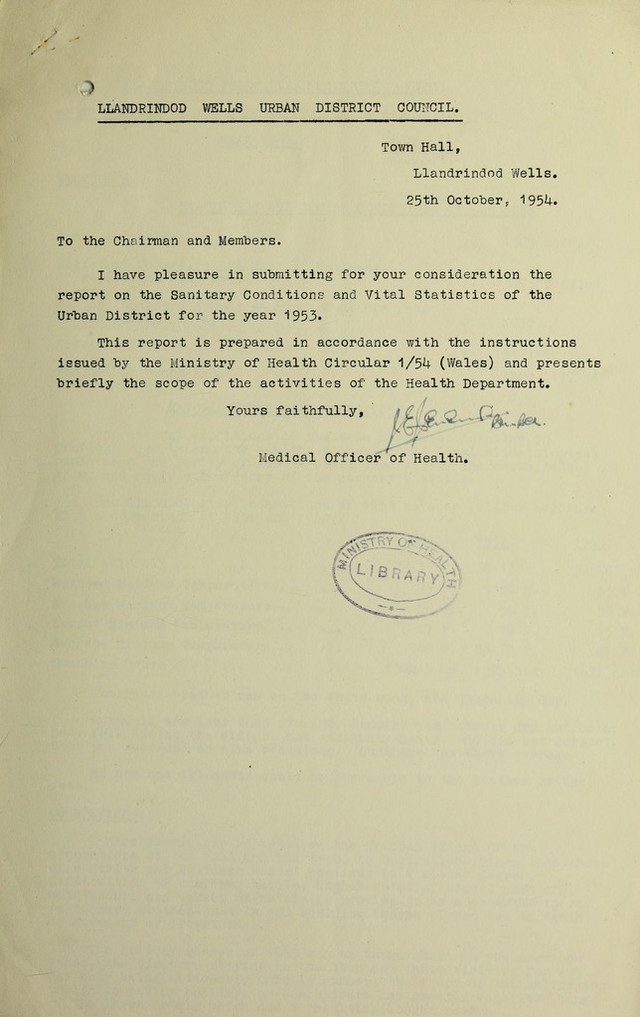 LLANDRINDOD WELLS URBAN DISTRICT COUNCIL.
Town Hall,
Llandrindod Wells.
25th October, 1954.
To the Chairman and Members.
I have pleasure in submitting for your consideration the
report on the Sanitary Conditions and Vital Statistics of the
Urban District for the year 1953.
This report is prepared in accordance with the instructions
issued by the Ministry of Health Circular 1/54 (Wales) and presents
briefly the scope of the activities of the Health Department.
Yours faithfully,
Medical Officer of Health.
MINISTRY OF HEALTH
LIBRARY